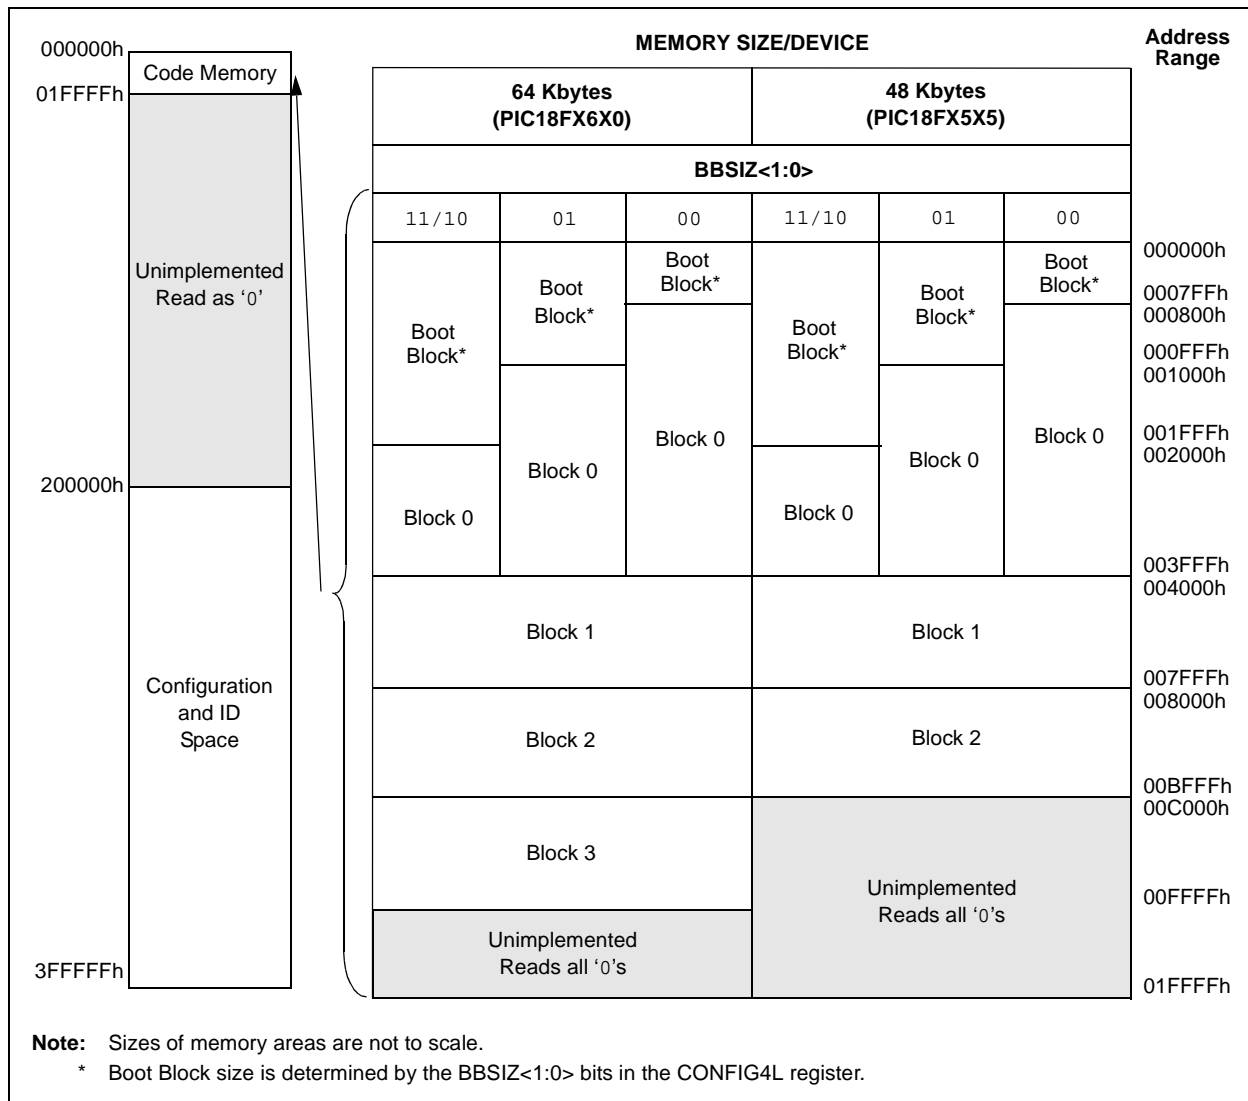 000000h
Code Memory
01FFFFh
Unimplemented
Read as ‘0’
200000h
Configuration
and ID
Space
3FFFFFh
MEMORY SIZE/DEVICE
Address
Range
64 Kbytes
(PIC18FX6X0)
48 Kbytes
(PIC18FX5X5)
BBSIZ<1:0>
11/10
01
00
11/10
01
00
Boot
Block*
Boot
Block*
Boot
Block*
Boot
Block*
Boot
Block*
Boot
Block*
Block 0
Block 0
Block 0
Block 0
Block 0
Block 0
Block 1
Block 1
Block 2
Block 2
Block 3
Unimplemented
Reads all ‘0’s
Unimplemented
Reads all ‘0’s
000000h
0007FFh
000800h
000FFFh
001000h
001FFFh
002000h
003FFFh
004000h
007FFFh
008000h
00BFFFh
00C000h
00FFFFh
01FFFFh
Note: Sizes of memory areas are not to scale.
* Boot Block size is determined by the BBSIZ<1:0> bits in the CONFIG4L register.